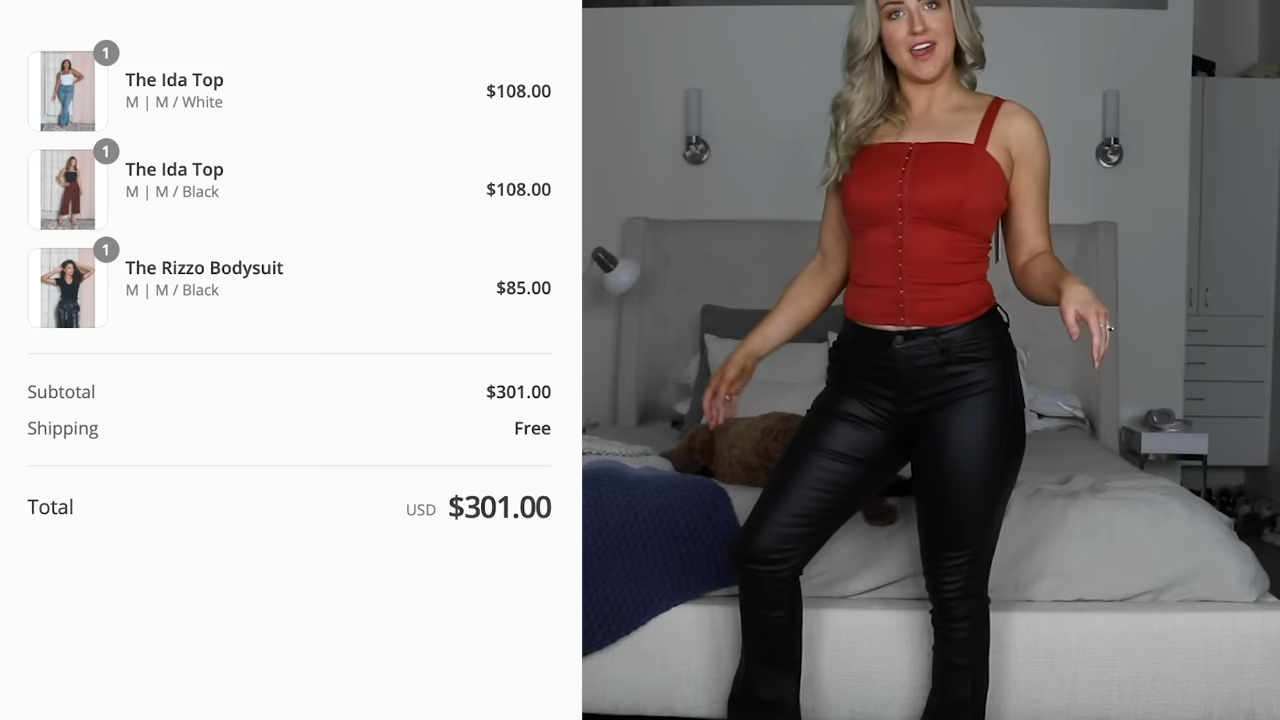 1
The Ida Top
M | M / White
$108.00
1
The Ida Top
M | M / Black
$108.00
1
The Rizzo Bodysuit
M | M / Black
$85.00
Subtotal $301.00
Shipping Free
Total USD $301.00